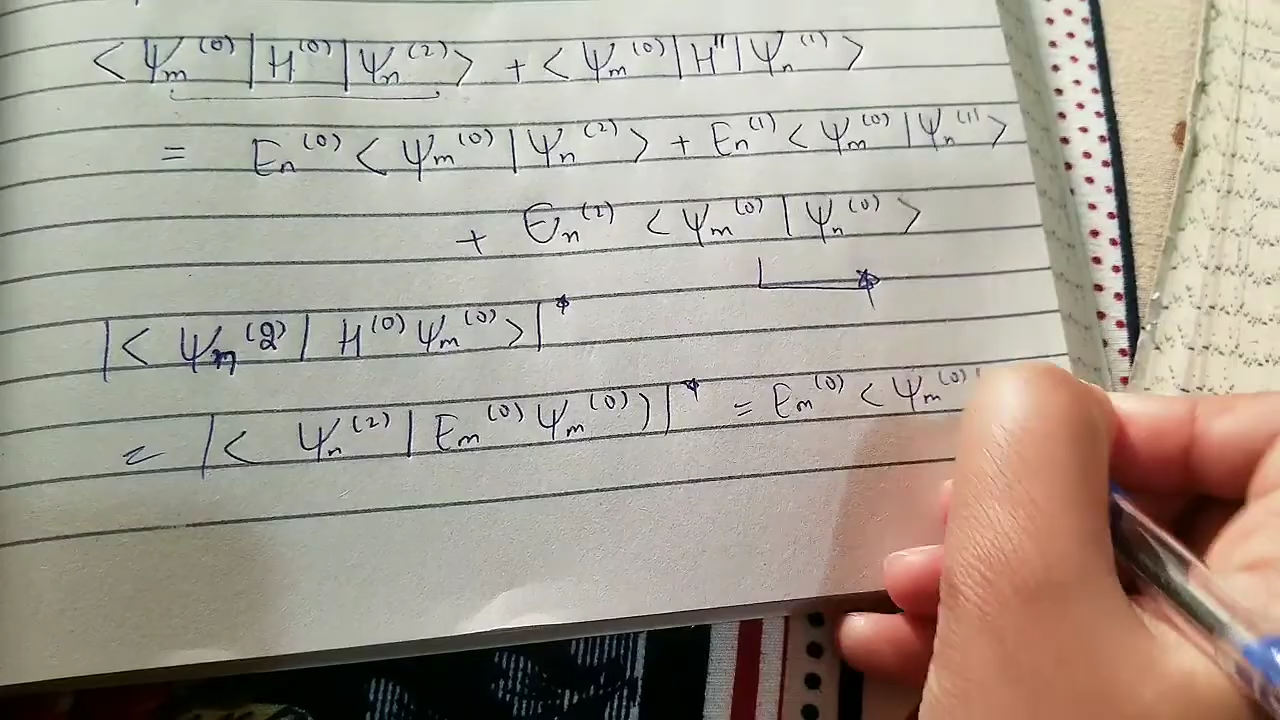 < Ψm^(0) | H^(0) | Ψn^(2) > + < Ψm^(0) | H'' | Ψn^(1) >
= En^(0) < Ψm^(0) | Ψn^(2) > + En^(1) < Ψm^(0) | Ψn^(1) >
+ En^(2) < Ψm^(0) | Ψn^(0) >
| < Ψn^(2) | H^(0) Ψm^(0) > |*
= | < Ψn^(2) | Em^(0) Ψm^(0) ) |* = Em^(0) < Ψm^(0)